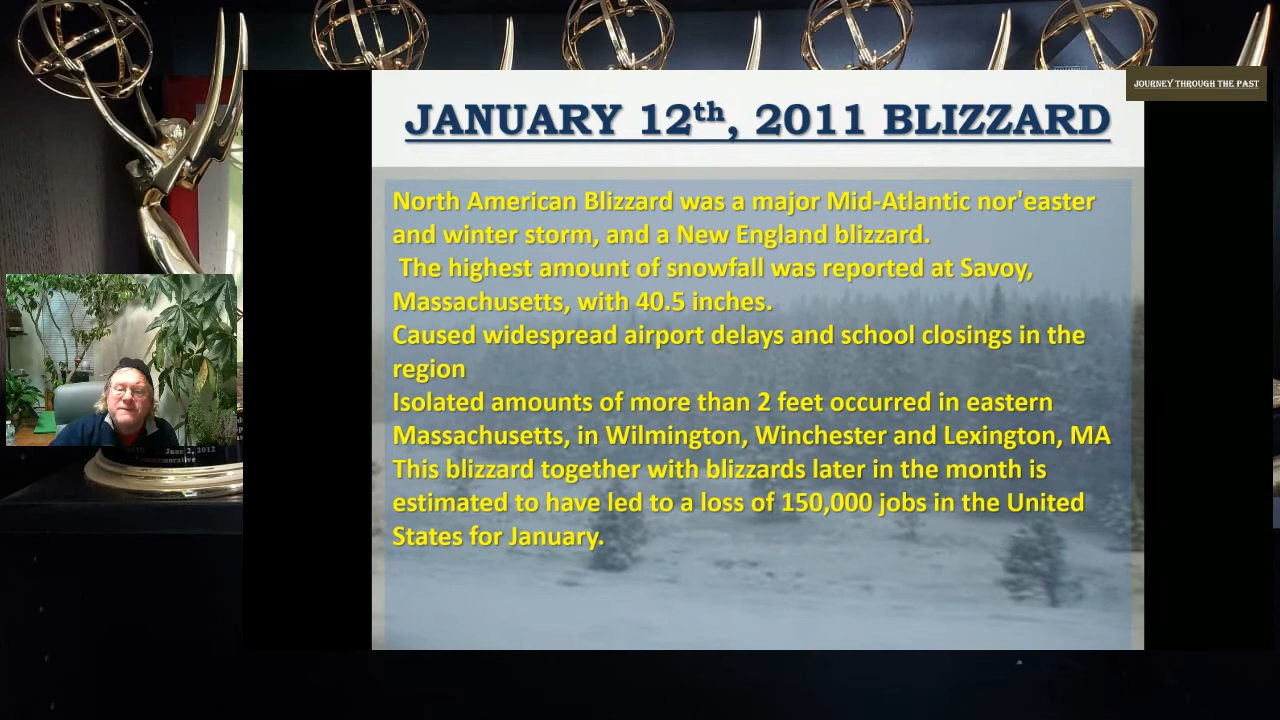 JOURNEY THROUGH THE PAST
JANUARY 12th, 2011 BLIZZARD
North American Blizzard was a major Mid-Atlantic nor'easter
and winter storm, and a New England blizzard.
The highest amount of snowfall was reported at Savoy,
Massachusetts, with 40.5 inches.
Caused widespread airport delays and school closings in the
region
Isolated amounts of more than 2 feet occurred in eastern
Massachusetts, in Wilmington, Winchester and Lexington, MA
This blizzard together with blizzards later in the month is
estimated to have led to a loss of 150,000 jobs in the United
States for January.
June 2, 2012
Commemorative